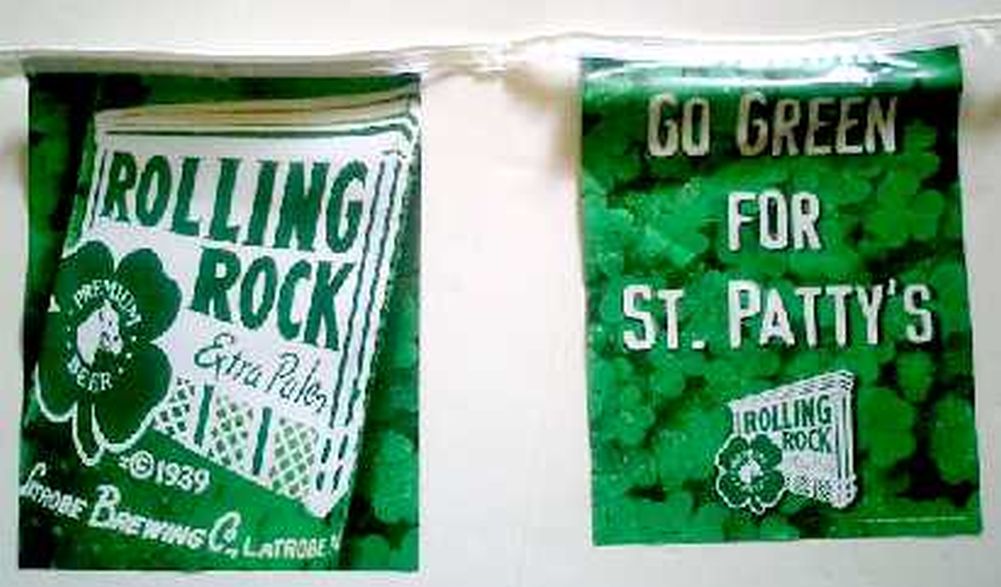 ROLLING
ROCK
Extra Pale
PREMIUM
BEER
©1939
LATROBE BREWING Co, LATROBE
GO GREEN
FOR
ST. PATTY'S
ROLLING
ROCK